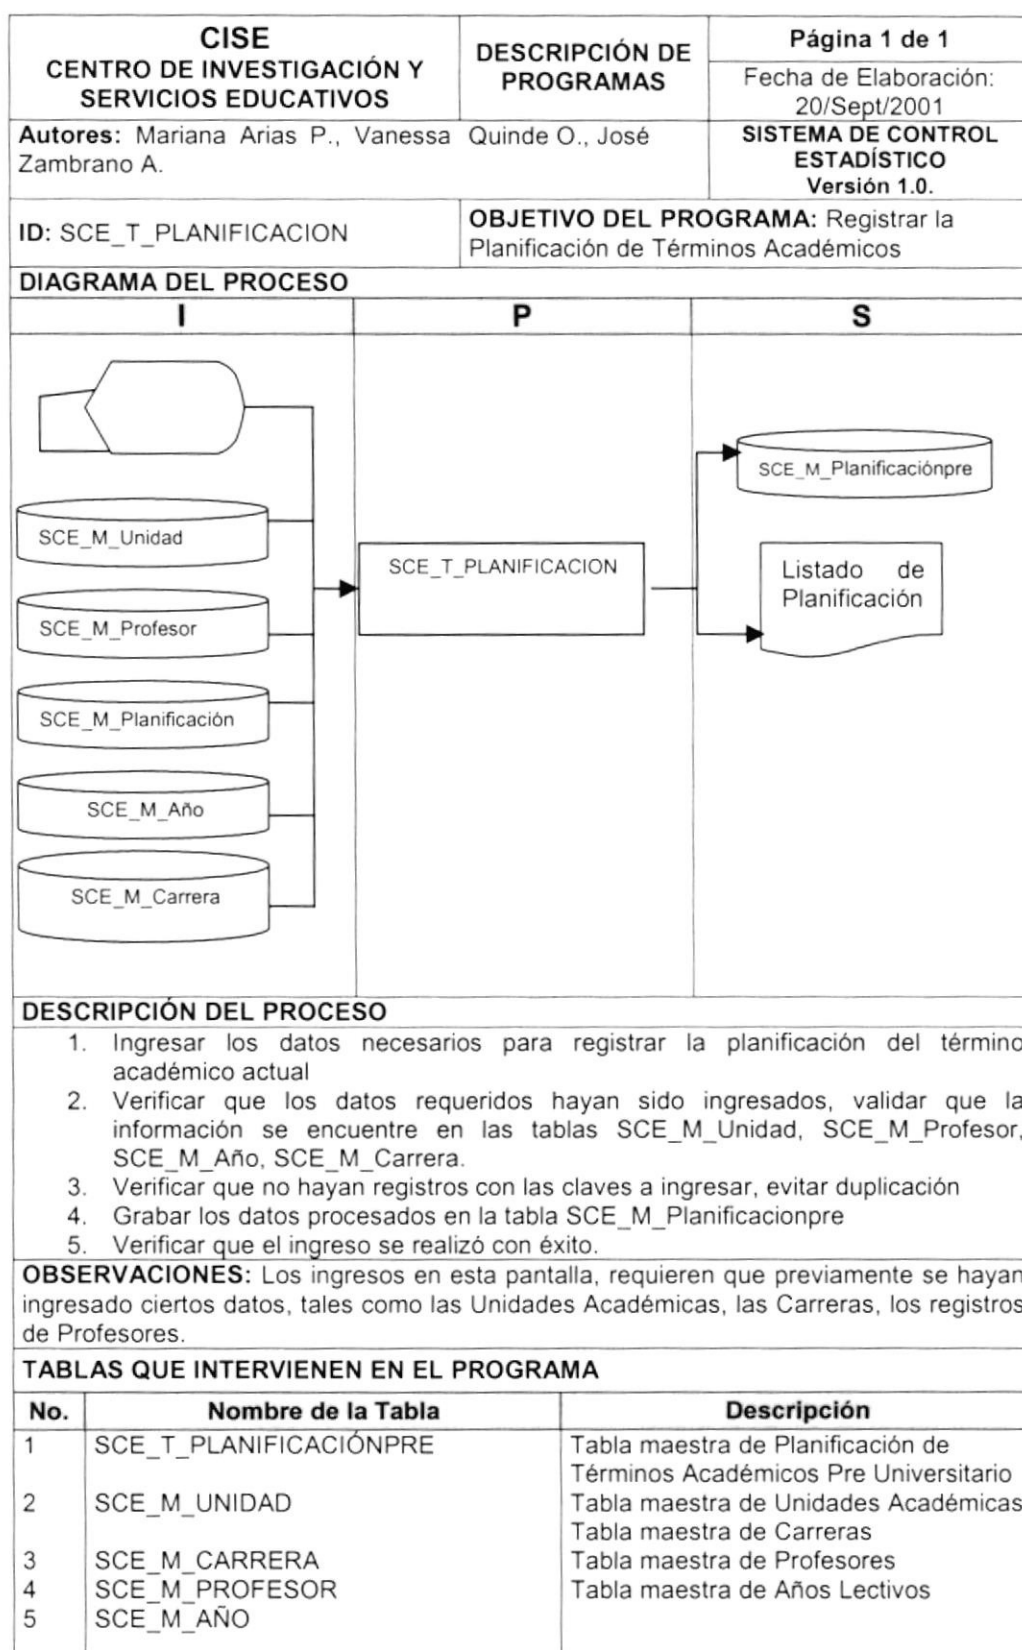 CISE
CENTRO DE INVESTIGACIÓN Y
SERVICIOS EDUCATIVOS
DESCRIPCIÓN DE
PROGRAMAS
Página 1 de 1
Fecha de Elaboración:
20/Sept/2001
Autores: Mariana Arias P., Vanessa Quinde O., José
Zambrano A.
SISTEMA DE CONTROL
ESTADÍSTICO
Versión 1.0.
ID: SCE_T_PLANIFICACION
OBJETIVO DEL PROGRAMA: Registrar la
Planificación de Términos Académicos
DIAGRAMA DEL PROCESO
I
P
S
SCE_M_Unidad
SCE_M_Profesor
SCE_M_Planificación
SCE_M_Año
SCE_M_Carrera
SCE_T_PLANIFICACION
SCE_M_Planificaciónpre
Listado de
Planificación
DESCRIPCIÓN DEL PROCESO
1. Ingresar los datos necesarios para registrar la planificación del término
académico actual
2. Verificar que los datos requeridos hayan sido ingresados, validar que la
información se encuentre en las tablas SCE_M_Unidad, SCE_M_Profesor,
SCE_M_Año, SCE_M_Carrera.
3. Verificar que no hayan registros con las claves a ingresar, evitar duplicación
4. Grabar los datos procesados en la tabla SCE_M_Planificacionpre
5. Verificar que el ingreso se realizó con éxito.
OBSERVACIONES: Los ingresos en esta pantalla, requieren que previamente se hayan
ingresado ciertos datos, tales como las Unidades Académicas, las Carreras, los registros
de Profesores.
TABLAS QUE INTERVIENEN EN EL PROGRAMA
No. Nombre de la Tabla Descripción
1 SCE_T_PLANIFICACIÓNPRE Tabla maestra de Planificación de
Términos Académicos Pre Universitario
2 SCE_M_UNIDAD Tabla maestra de Unidades Académicas
Tabla maestra de Carreras
3 SCE_M_CARRERA Tabla maestra de Profesores
4 SCE_M_PROFESOR Tabla maestra de Años Lectivos
5 SCE_M_AÑO